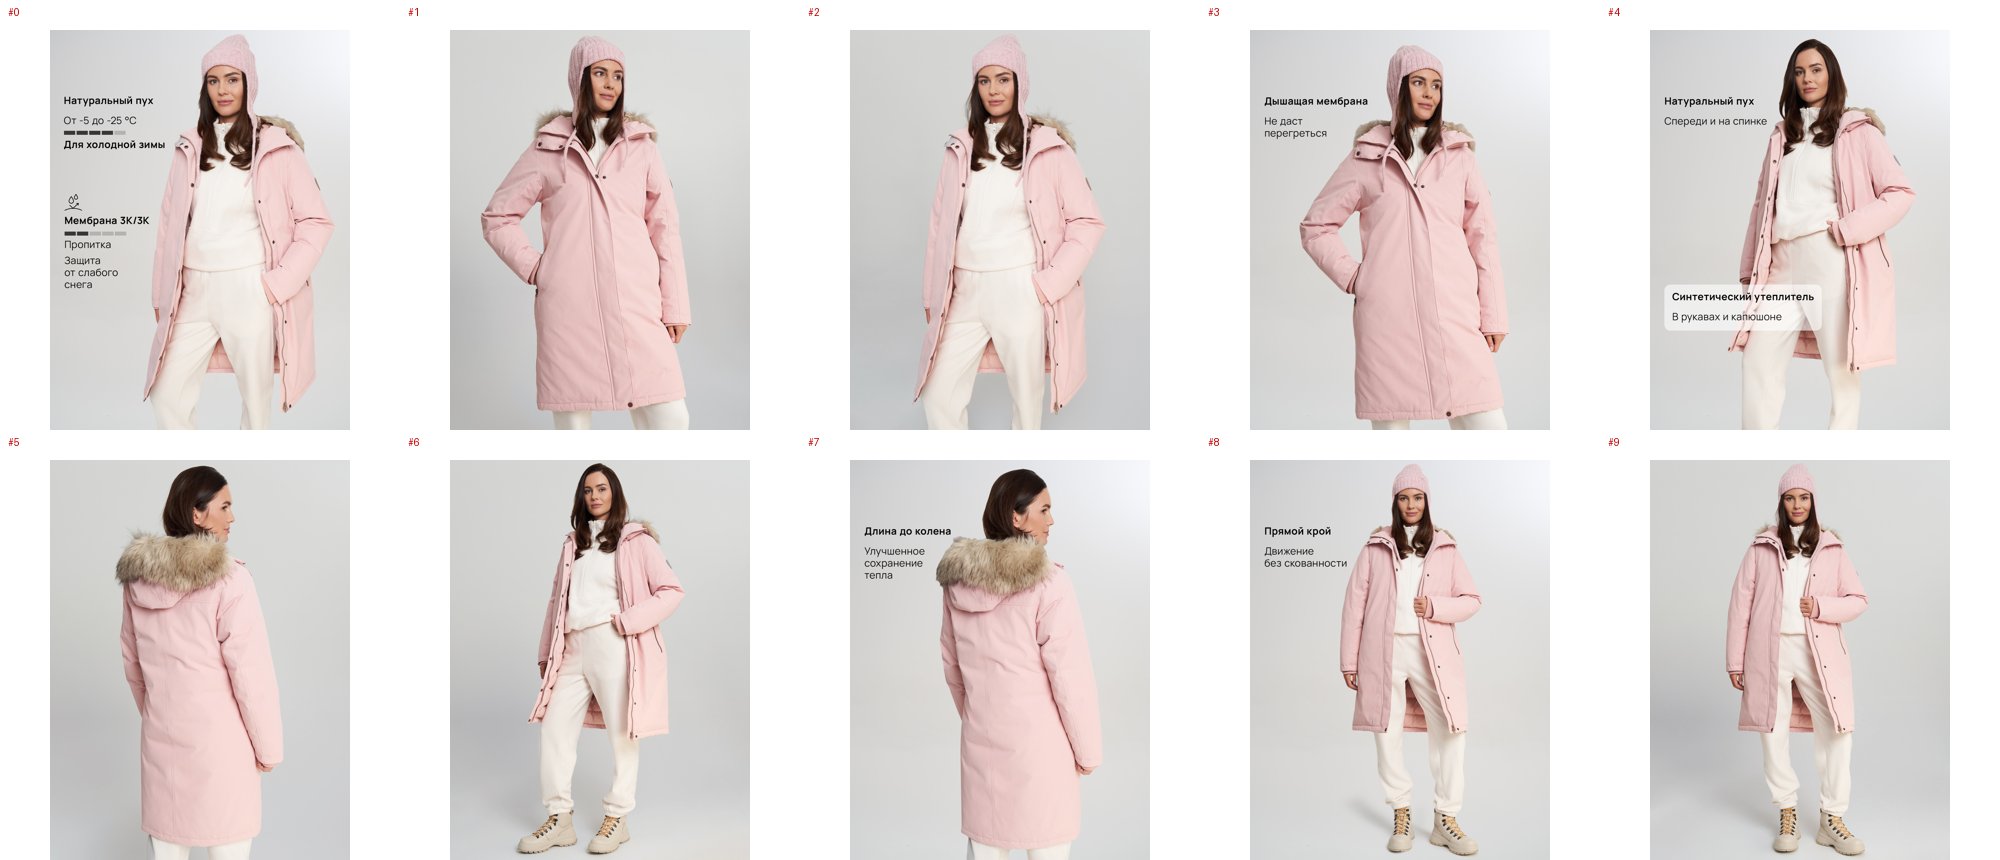 #0
Натуральный пух
От -5 до -25 °C
Для холодной зимы
Мембрана 3К/3К
Пропитка
Защита
от слабого
снега
#1
#2
#3
Дышащая мембрана
Не даст
перегреться
#4
Натуральный пух
Спереди и на спинке
Синтетический утеплитель
В рукавах и капюшоне
#5
#6
#7
Длина до колена
Улучшенное
сохранение
тепла
#8
Прямой крой
Движение
без скованности
#9